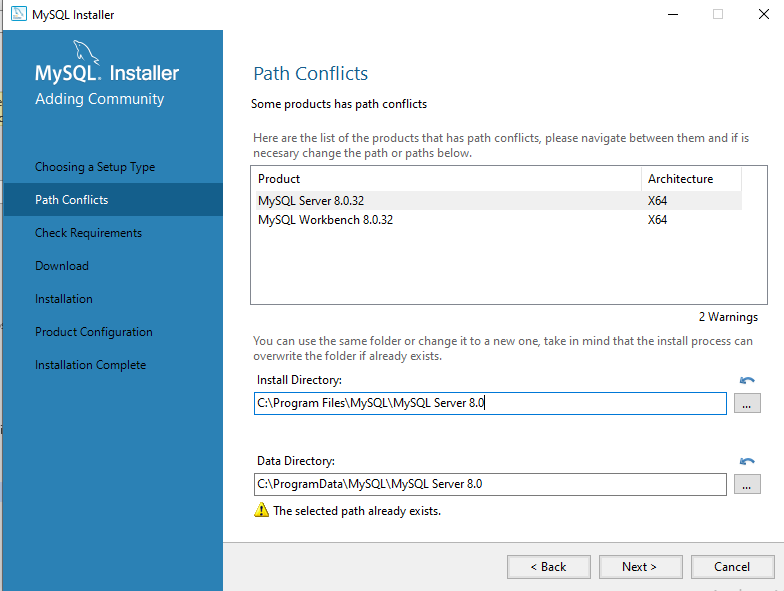 MySQL Installer
MySQL. Installer
Adding Community
Choosing a Setup Type
Path Conflicts
Check Requirements
Download
Installation
Product Configuration
Installation Complete
Path Conflicts
Some products has path conflicts
Here are the list of the products that has path conflicts, please navigate between them and if is
necesary change the path or paths below.
Product Architecture
MySQL Server 8.0.32 X64
MySQL Workbench 8.0.32 X64
2 Warnings
You can use the same folder or change it to a new one, take in mind that the install process can
overwrite the folder if already exists.
Install Directory:
C:\Program Files\MySQL\MySQL Server 8.0
...
Data Directory:
C:\ProgramData\MySQL\MySQL Server 8.0
...
The selected path already exists.
< Back Next > Cancel